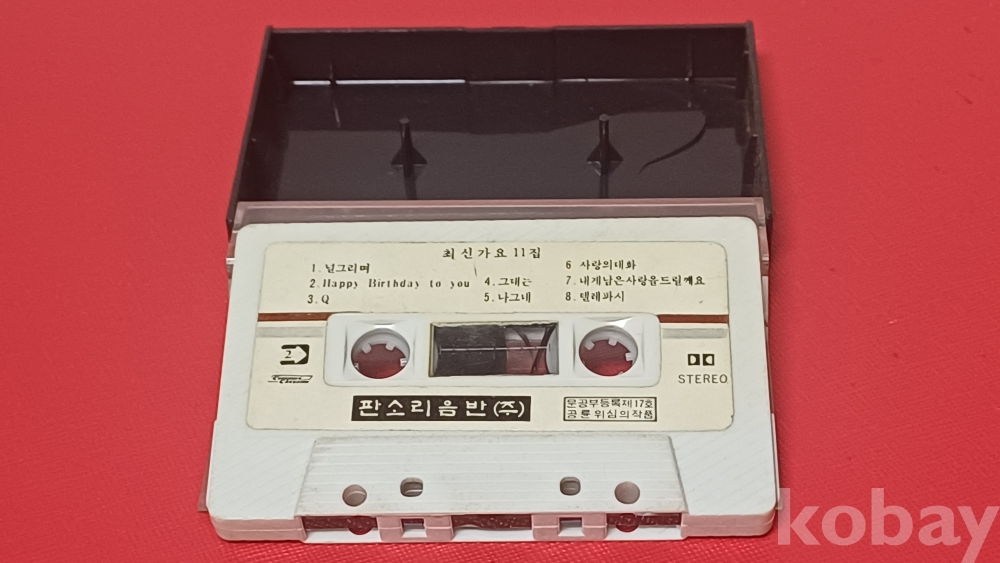 최신가요 11집
1. 널그리며
2. Happy Birthday to you
3. Q
4. 그대는
5. 나그네
6 사랑의대화
7. 내게남은사랑을드릴께요
8. 텔레파시
2
STEREO
판소리음반(주)
문공부등록제17호
공륜위심의작품
kobay